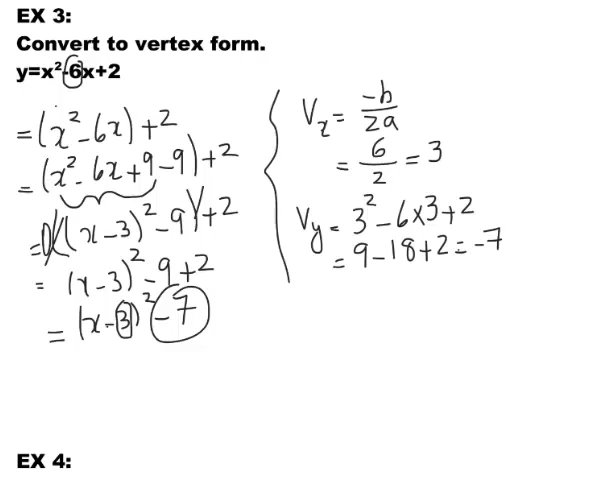 EX 3:
Convert to vertex form.
y=x²-6x+2
=(x²-6x)+2
=(x²-6x+9-9)+2
=((x-3)²-9)+2
=(x-3)²-9+2
=(x-3)²-7
Vx=-b/2a
=6/2=3
Vy=3²-6×3+2
=9-18+2=-7
EX 4: